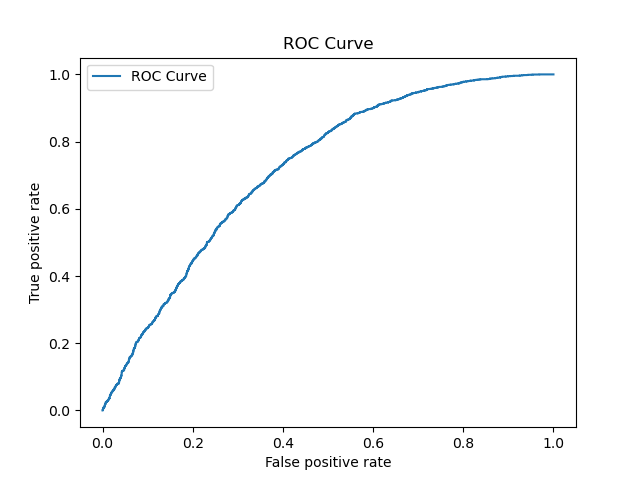 ROC Curve
ROC Curve
True positive rate
1.0
0.8
0.6
0.4
0.2
0.0
0.0 0.2 0.4 0.6 0.8 1.0
False positive rate